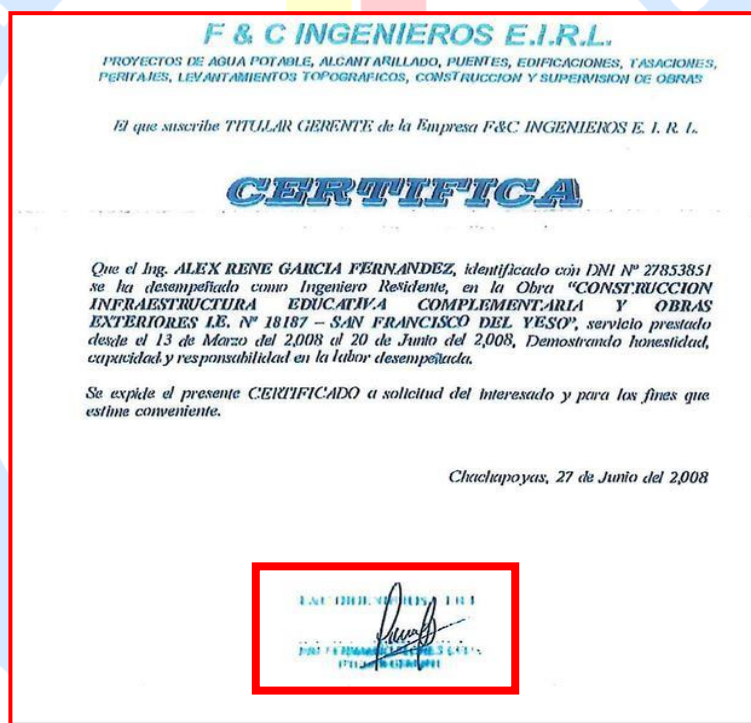 F & C INGENIEROS E.I.R.L.
PROYECTOS DE AGUA POTABLE, ALCANTARILLADO, PUENTES, EDIFICACIONES, TASACIONES,
PERITAJES, LEVANTAMIENTOS TOPOGRAFICOS, CONSTRUCCION Y SUPERVISION DE OBRAS
El que suscribe TITULAR GERENTE de la Empresa F&C INGENIEROS E. I. R. L.
CERTIFICA
Que el Ing. ALEX RENE GARCIA FERNANDEZ, identificado con DNI Nº 27853851
se ha desempeñado como Ingeniero Residente, en la Obra “CONSTRUCCION
INFRAESTRUCTURA EDUCATIVA COMPLEMENTARIA Y OBRAS
EXTERIORES I.E. Nº 18187 – SAN FRANCISCO DEL YESO”, servicio prestado
desde el 13 de Marzo del 2,008 al 20 de Junio del 2,008, Demostrando honestidad,
capacidad y responsabilidad en la labor desempeñada.
Se expide el presente CERTIFICADO a solicitud del interesado y para los fines que
estime conveniente.
Chachapoyas, 27 de Junio del 2,008